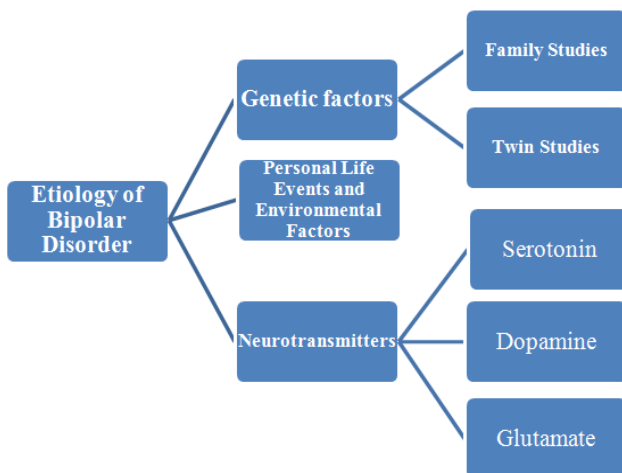 Etiology of
Bipolar
Disorder
Genetic factors
Family Studies
Twin Studies
Personal Life
Events and
Environmental
Factors
Neurotransmitters
Serotonin
Dopamine
Glutamate